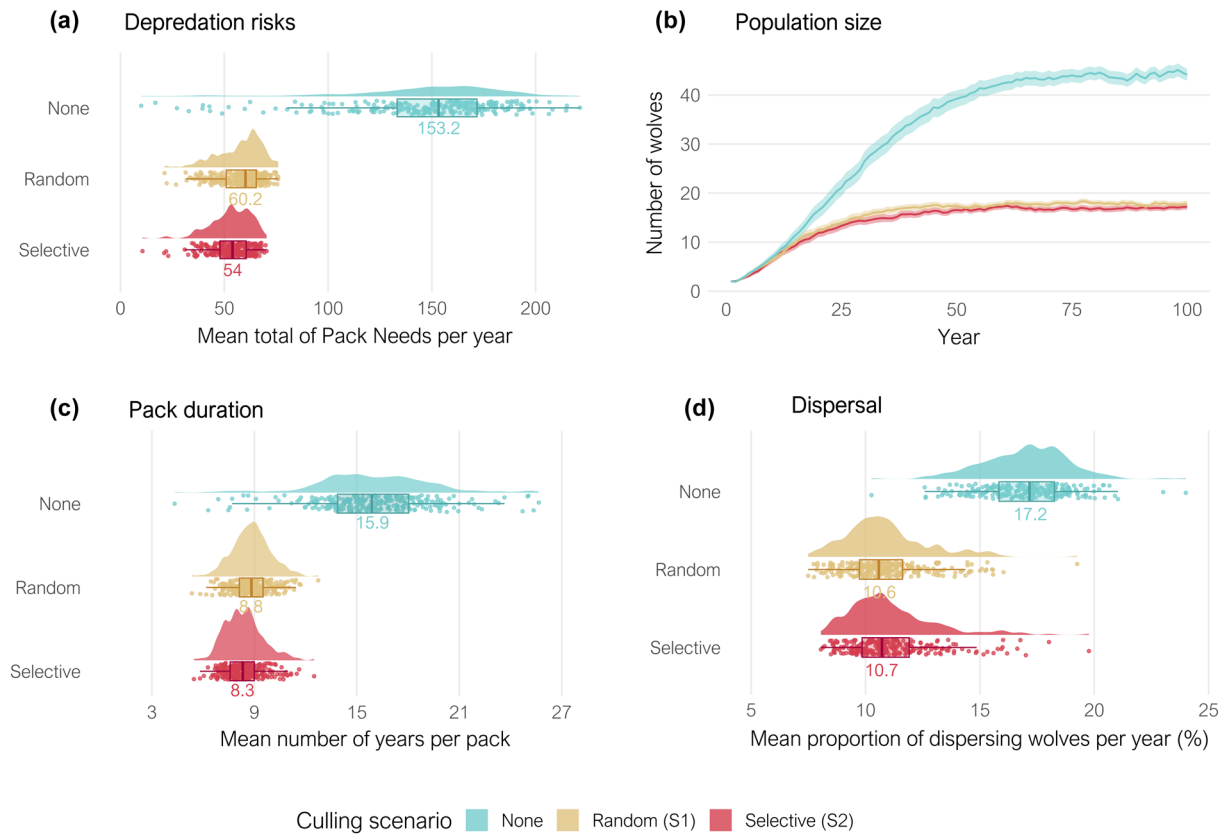 (a) Depredation risks
None
153.2
Random
60.2
Selective
54
0 50 100 150 200
Mean total of Pack Needs per year
(b) Population size
Number of wolves
40
30
20
10
0
0 25 50 75 100
Year
(c) Pack duration
None
15.9
Random
8.8
Selective
8.3
3 9 15 21 27
Mean number of years per pack
(d) Dispersal
None
17.2
Random
10.6
Selective
10.7
5 10 15 20 25
Mean proportion of dispersing wolves per year (%)
Culling scenario None Random (S1) Selective (S2)